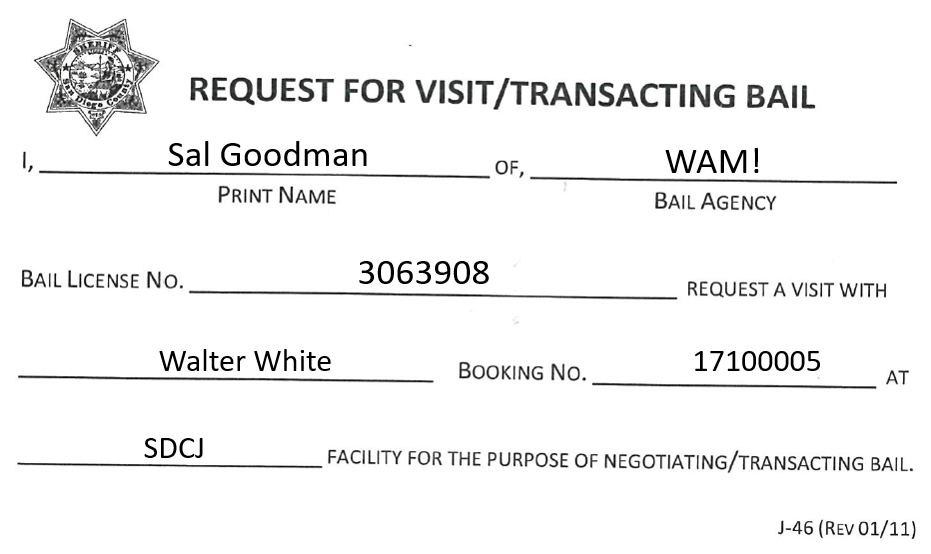 SHERIFF
San Diego County
REQUEST FOR VISIT/TRANSACTING BAIL
I, Sal Goodman OF, WAM!
PRINT NAME BAIL AGENCY
BAIL LICENSE NO. 3063908 REQUEST A VISIT WITH
Walter White BOOKING NO. 17100005 AT
SDCJ FACILITY FOR THE PURPOSE OF NEGOTIATING/TRANSACTING BAIL.
J-46 (REV 01/11)